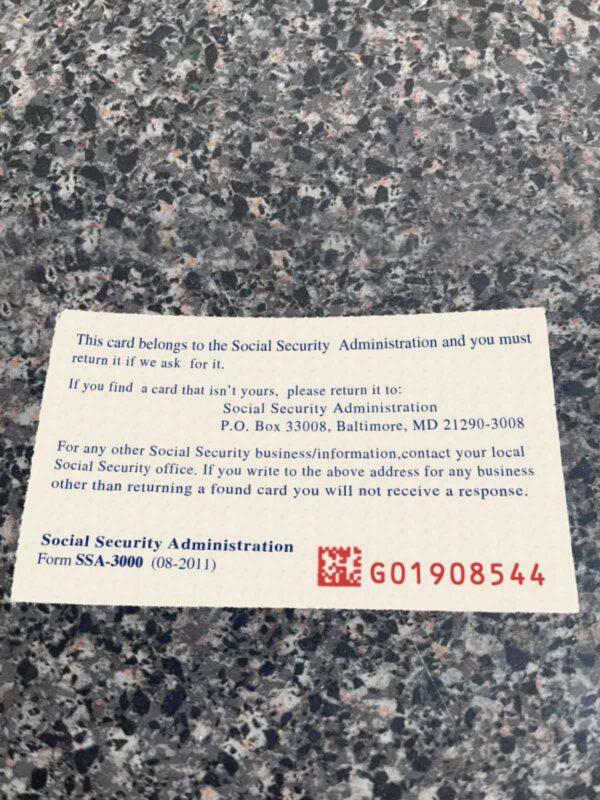 This card belongs to the Social Security Administration and you must
return it if we ask for it.
If you find a card that isn't yours, please return it to:
Social Security Administration
P.O. Box 33008, Baltimore, MD 21290-3008
For any other Social Security business/information,contact your local
Social Security office. If you write to the above address for any business
other than returning a found card you will not receive a response.
Social Security Administration
Form SSA-3000 (08-2011)
G01908544